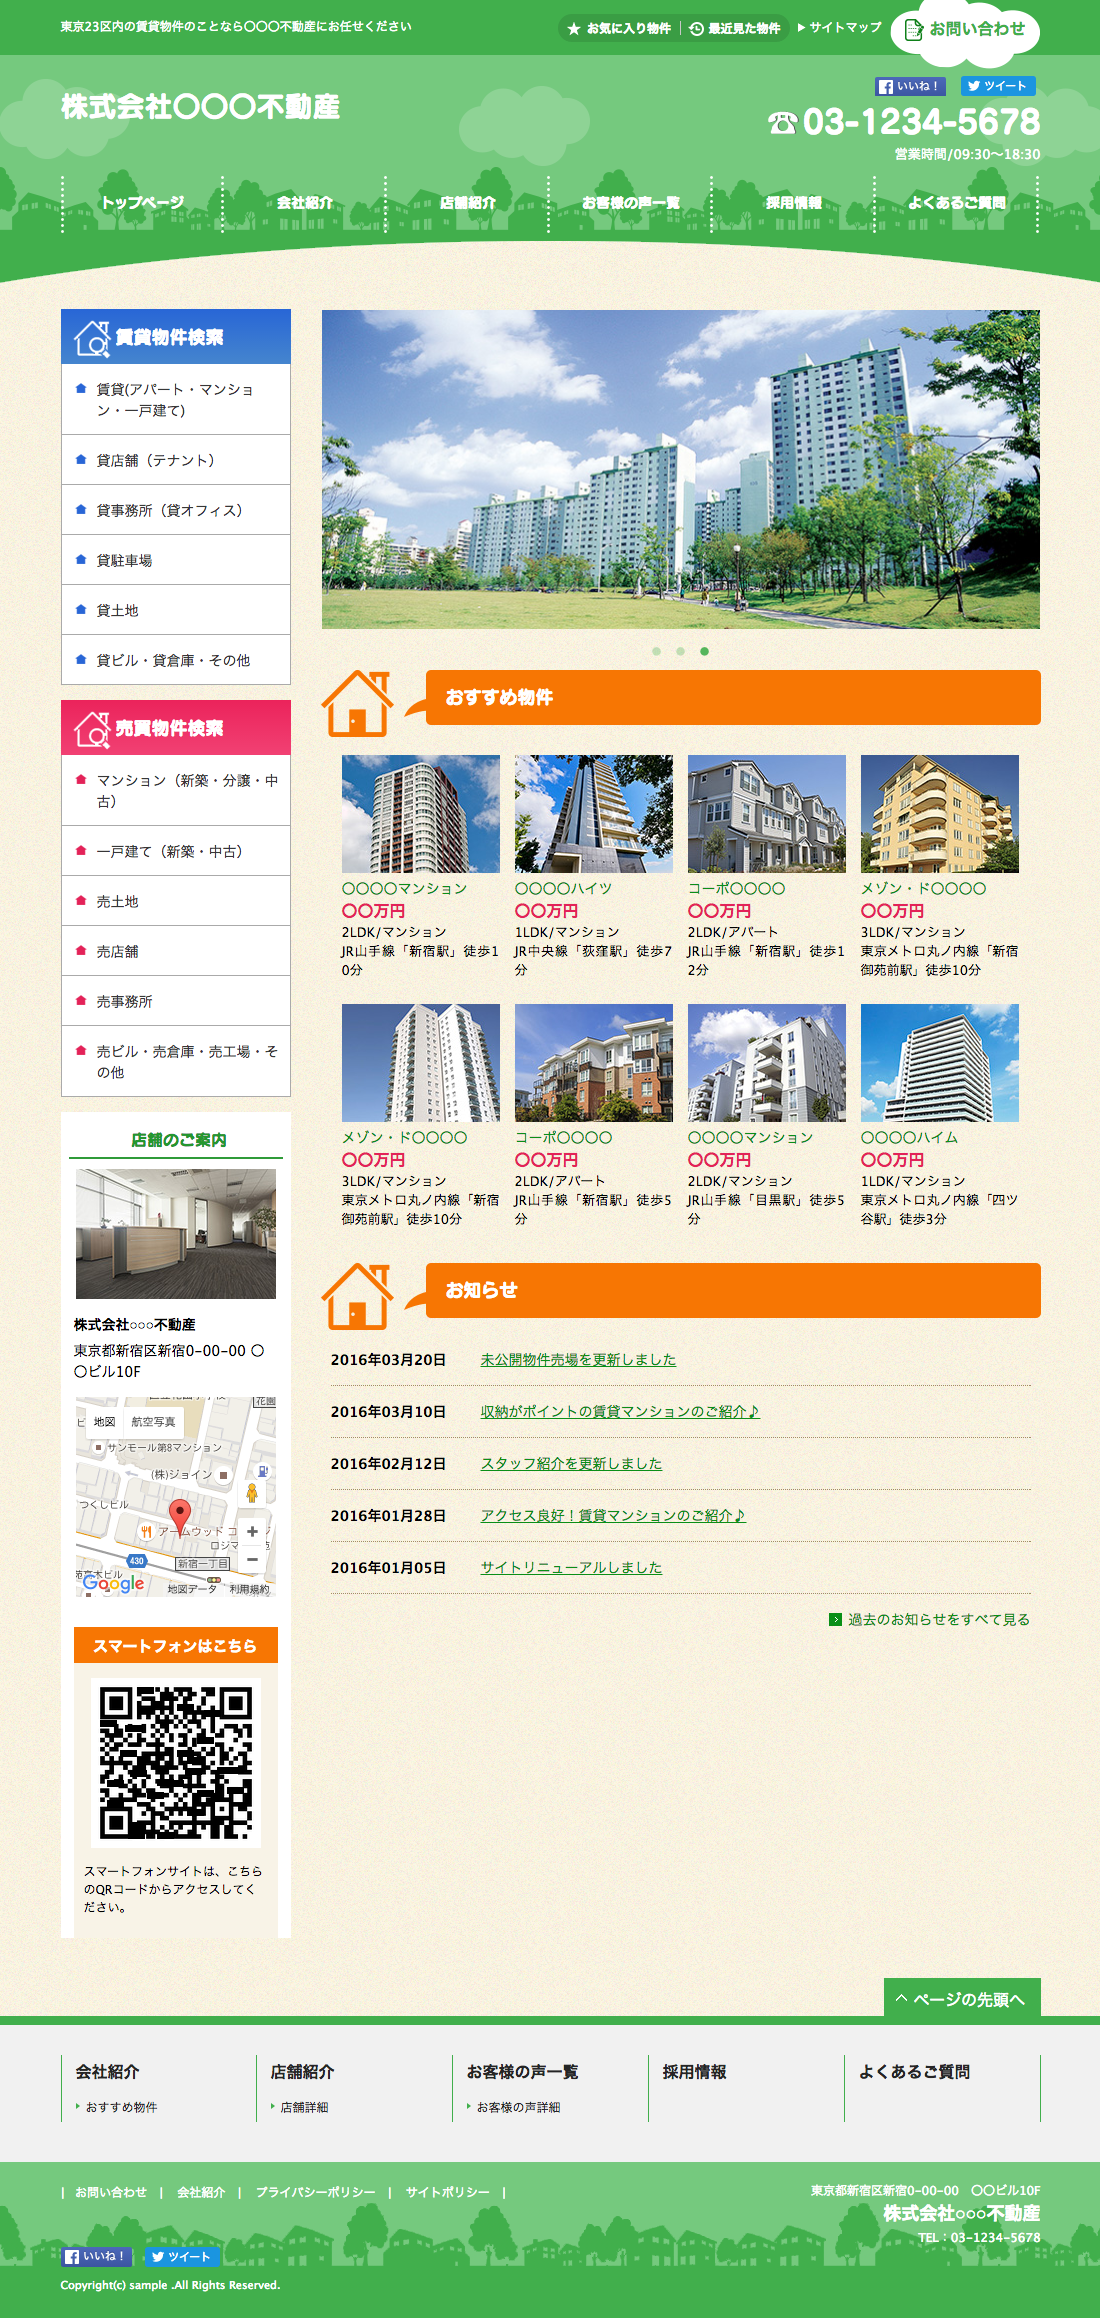 東京23区内の賃貸物件のことなら〇〇〇不動産にお任せください
お気に入り物件
最近見た物件
サイトマップ
お問い合わせ
株式会社〇〇〇不動産
いいね！
ツイート
03-1234-5678
営業時間/09:30〜18:30
トップページ
会社紹介
店舗紹介
お客様の声一覧
採用情報
よくあるご質問
賃貸物件検索
賃貸(アパート・マンショ
ン・一戸建て)
貸店舗（テナント）
貸事務所（貸オフィス）
貸駐車場
貸土地
貸ビル・貸倉庫・その他
売買物件検索
マンション（新築・分譲・中
古）
一戸建て（新築・中古）
売土地
売店舗
売事務所
売ビル・売倉庫・売工場・そ
の他
店舗のご案内
株式会社○○○不動産
東京都新宿区新宿0-00-00 〇
〇ビル10F
地図
航空写真
花園
サンモール第8マンション
(株)ジョイン
つくしビル
アームウッド コ
ロジマ
新宿一丁目
430
Google
地図データ
利用規約
スマートフォンはこちら
スマートフォンサイトは、こちら
のQRコードからアクセスしてく
ださい。
おすすめ物件
〇〇〇〇マンション
〇〇万円
2LDK/マンション
JR山手線「新宿駅」徒歩1
0分
〇〇〇〇ハイツ
〇〇万円
1LDK/マンション
JR中央線「荻窪駅」徒歩7
分
コーポ〇〇〇〇
〇〇万円
2LDK/アパート
JR山手線「新宿駅」徒歩1
2分
メゾン・ド〇〇〇〇
〇〇万円
3LDK/マンション
東京メトロ丸ノ内線「新宿
御苑前駅」徒歩10分
メゾン・ド〇〇〇〇
〇〇万円
3LDK/マンション
東京メトロ丸ノ内線「新宿
御苑前駅」徒歩10分
コーポ〇〇〇〇
〇〇万円
2LDK/アパート
JR山手線「新宿駅」徒歩5
分
〇〇〇〇マンション
〇〇万円
2LDK/マンション
JR山手線「目黒駅」徒歩5
分
〇〇〇〇ハイム
〇〇万円
1LDK/マンション
東京メトロ丸ノ内線「四ツ
谷駅」徒歩3分
お知らせ
2016年03月20日 未公開物件売場を更新しました
2016年03月10日 収納がポイントの賃貸マンションのご紹介♪
2016年02月12日 スタッフ紹介を更新しました
2016年01月28日 アクセス良好！賃貸マンションのご紹介♪
2016年01月05日 サイトリニューアルしました
過去のお知らせをすべて見る
ページの先頭へ
会社紹介
おすすめ物件
店舗紹介
店舗詳細
お客様の声一覧
お客様の声詳細
採用情報
よくあるご質問
| お問い合わせ | 会社紹介 | プライバシーポリシー | サイトポリシー |
東京都新宿区新宿0-00-00 〇〇ビル10F
株式会社○○○不動産
TEL：03-1234-5678
いいね！
ツイート
Copyright(c) sample .All Rights Reserved.